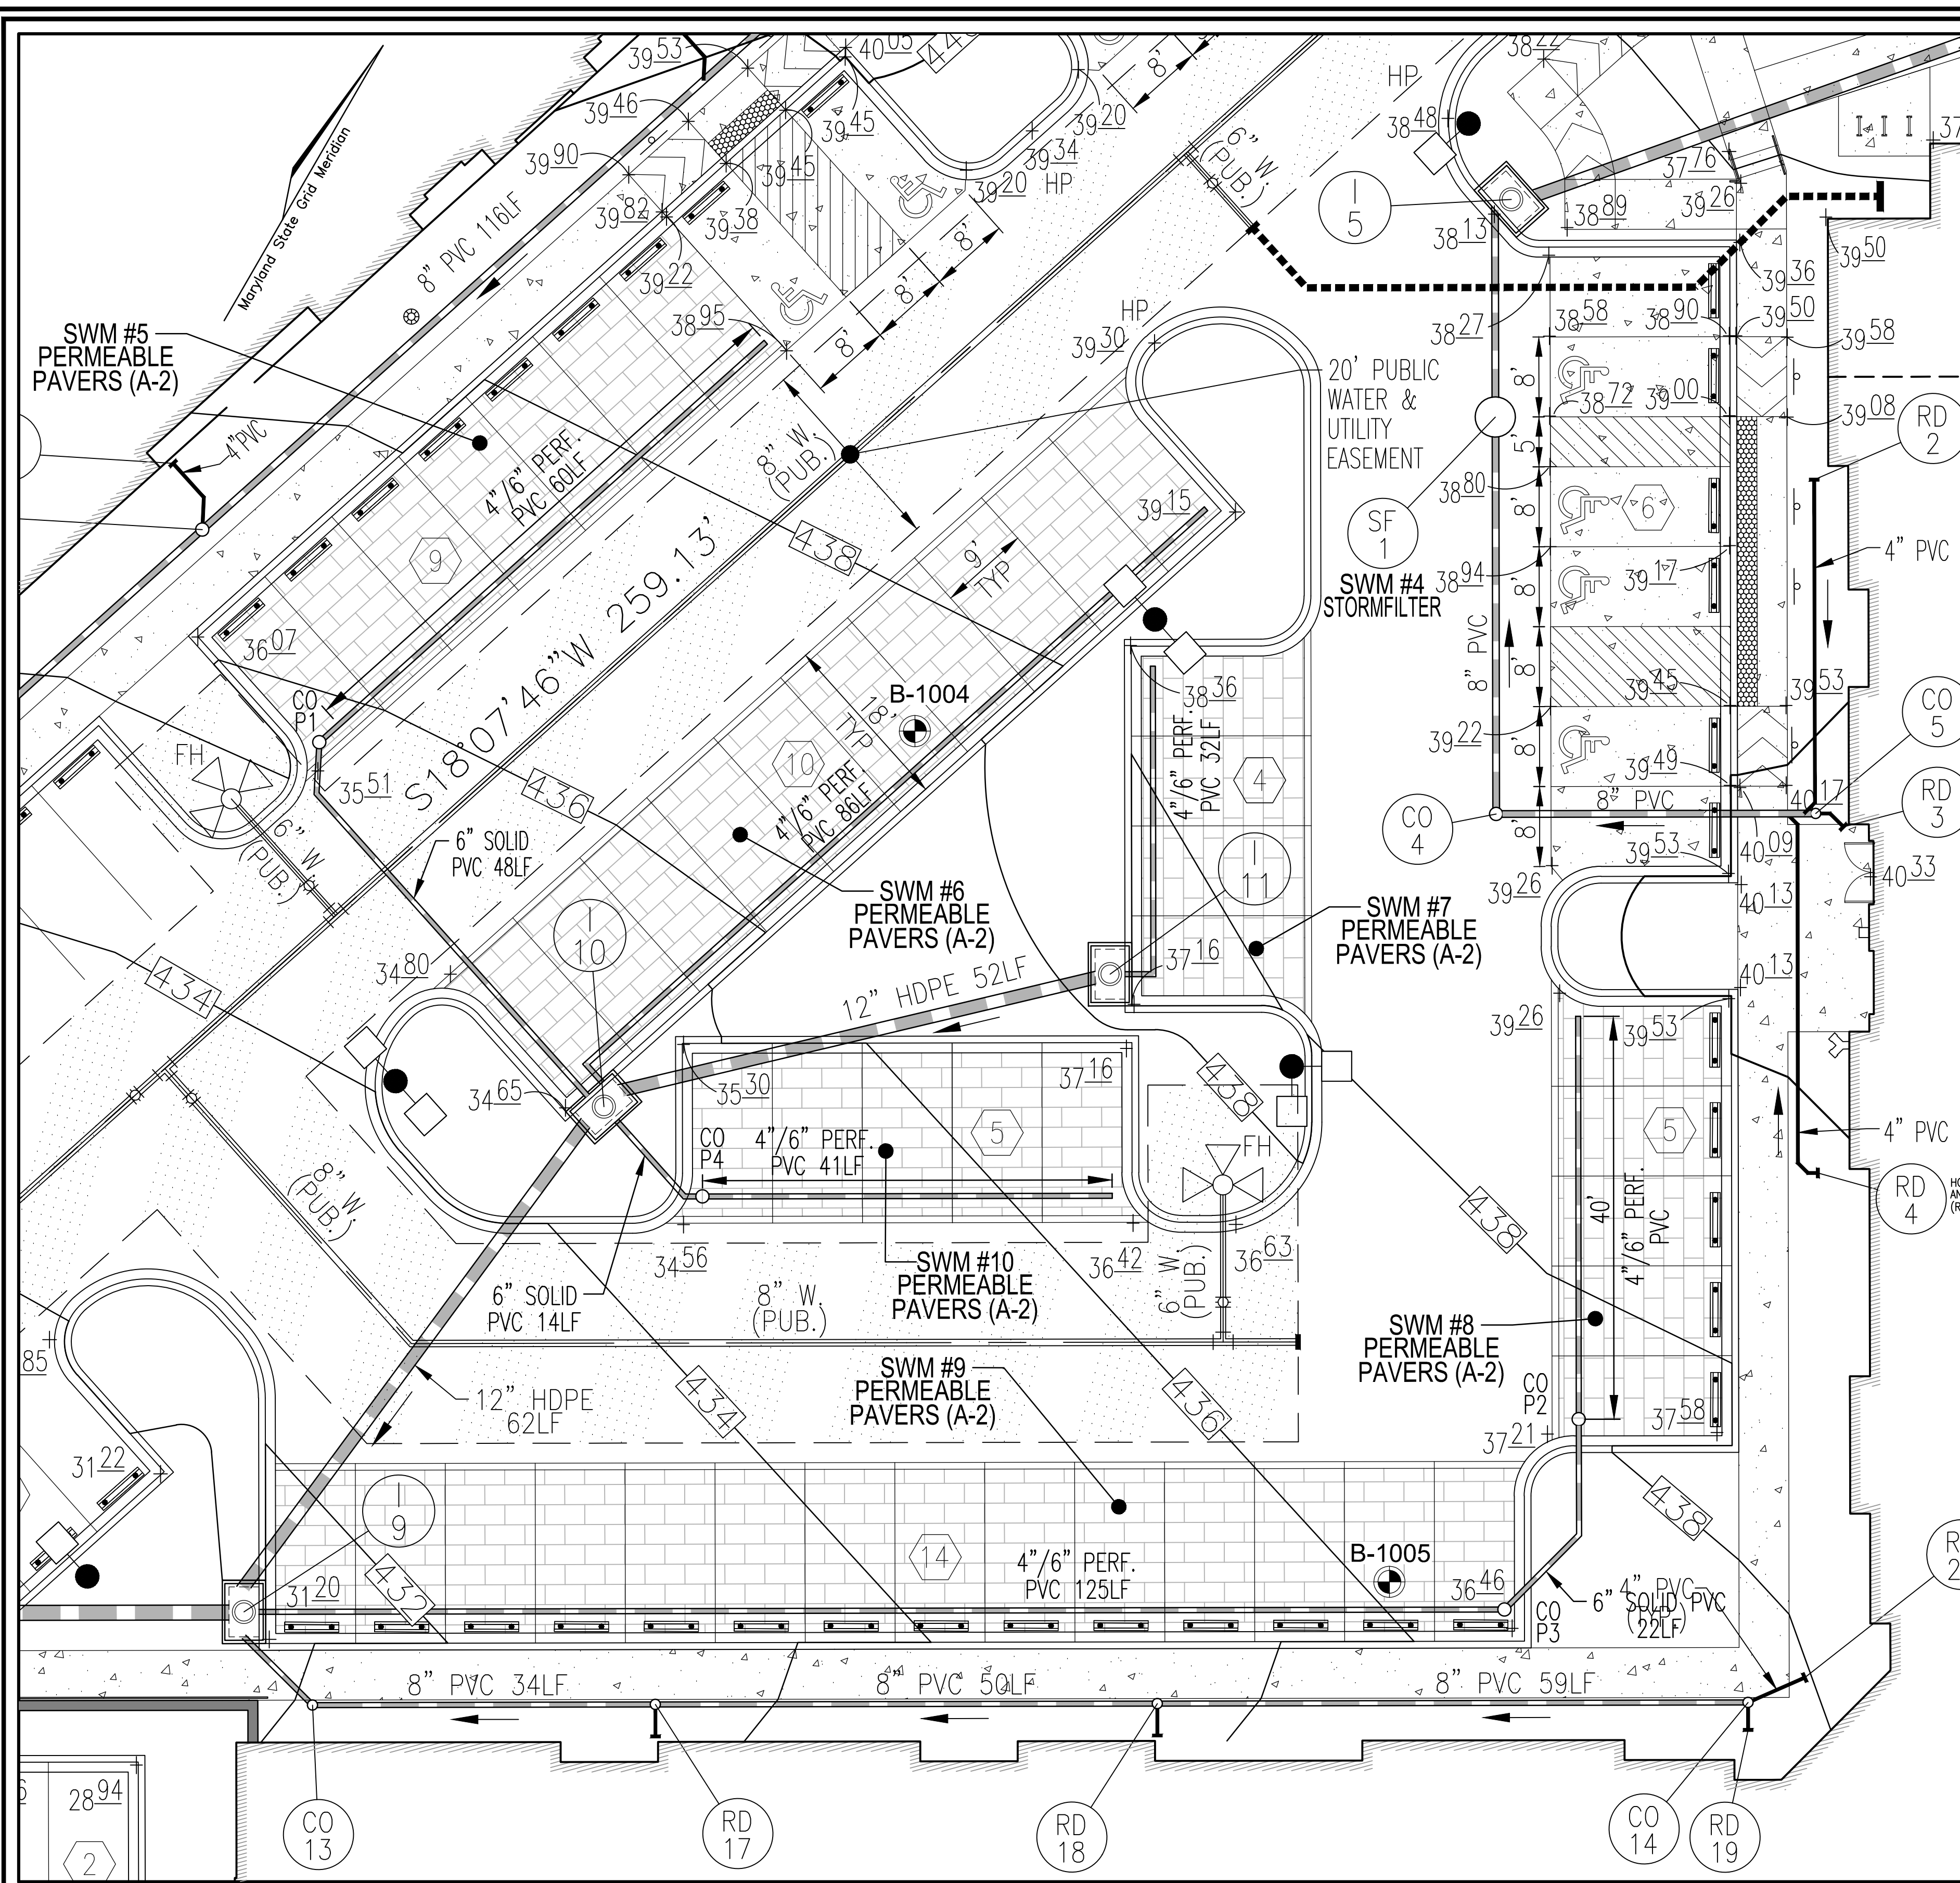 Maryland State Grid Meridian
39 53
40 05
39 46
39 90
39 82
39 45
39 45
39 38
39 22
38 95
39 20
39 34
39 20
HP
8'
8'
8'
8'
8" PVC 116LF
SWM #5
PERMEABLE
PAVERS (A-2)
4"PVC
4"/6" PERF.
PVC 60LF
9
36 07
CO
P1
35 51
FH
6" W.
(PUB.)
S18°07'46"W 259.13'
8" W.
(PUB.)
6" W.
(PUB.)
HP
39 30
HP
38 48
38 22
I
5
38 13
38 89
37 76
39 26
39 36
39 50
38 27
38 58
38 90
39 50
39 58
38 72
39 00
39 08
RD
2
20' PUBLIC
WATER &
UTILITY
EASEMENT
SF
1
SWM #4
STORMFILTER
38 80
38 94
39 17
6
8'
5'
8'
8'
8'
8'
8'
8" PVC
4" PVC
39 45
39 53
39 22
39 49
CO
5
RD
3
40 17
8" PVC
CO
4
39 53
40 09
40 33
39 26
40 13
40 13
39 26
39 53
438
39 15
9'
TYP
18'
TYP
B-1004
10
4"/6" PERF.
PVC 86LF
436
6" SOLID
PVC 48LF
SWM #6
PERMEABLE
PAVERS (A-2)
I
10
34 80
434
34 65
38 36
4"/6" PERF.
PVC 32LF
4
I
11
SWM #7
PERMEABLE
PAVERS (A-2)
37 16
12" HDPE 52LF
35 30
37 16
CO
P4
4"/6" PERF.
PVC 41LF
5
438
FH
8" W.
(PUB.)
34 56
36 42
36 63
6" W.
(PUB.)
6" SOLID
PVC 14LF
SWM #10
PERMEABLE
PAVERS (A-2)
8" W.
(PUB.)
438
5
40'
4"/6" PERF.
PVC
4" PVC
RD
4
SWM #8
PERMEABLE
PAVERS (A-2)
CO
P2
37 58
37 21
85
31 22
12" HDPE
62LF
SWM #9
PERMEABLE
PAVERS (A-2)
434
436
438
I
9
31 20
432
14
4"/6" PERF.
PVC 125LF
B-1005
36 46
CO
P3
4" PVC
(TYP.)
6" SOLID PVC
22LF
8" PVC 34LF
8" PVC 50LF
8" PVC 59LF
28 94
2
CO
13
RD
17
RD
18
CO
14
RD
19